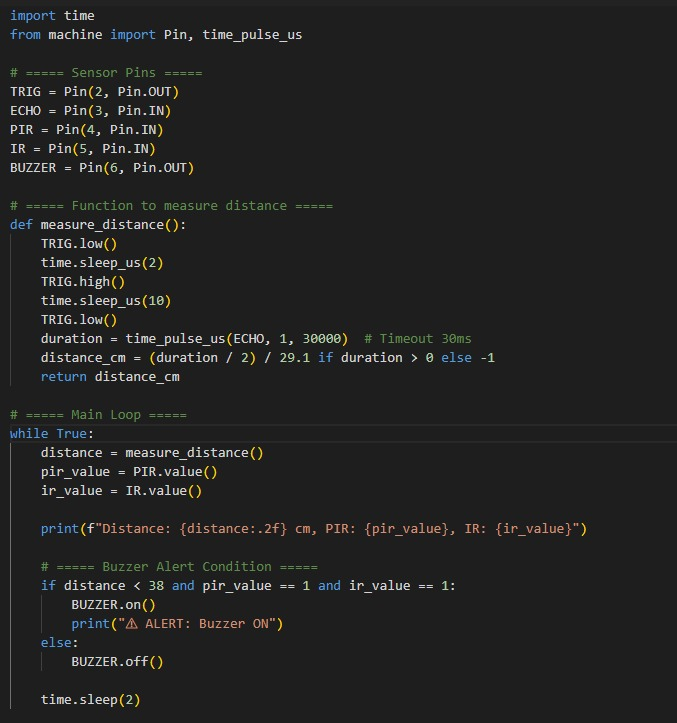 import time
from machine import Pin, time_pulse_us
# ===== Sensor Pins =====
TRIG = Pin(2, Pin.OUT)
ECHO = Pin(3, Pin.IN)
PIR = Pin(4, Pin.IN)
IR = Pin(5, Pin.IN)
BUZZER = Pin(6, Pin.OUT)
# ===== Function to measure distance =====
def measure_distance():
    TRIG.low()
    time.sleep_us(2)
    TRIG.high()
    time.sleep_us(10)
    TRIG.low()
    duration = time_pulse_us(ECHO, 1, 30000)  # Timeout 30ms
    distance_cm = (duration / 2) / 29.1 if duration > 0 else -1
    return distance_cm
# ===== Main Loop =====
while True:
    distance = measure_distance()
    pir_value = PIR.value()
    ir_value = IR.value()
    print(f"Distance: {distance:.2f} cm, PIR: {pir_value}, IR: {ir_value}")
    # ===== Buzzer Alert Condition =====
    if distance < 38 and pir_value == 1 and ir_value == 1:
        BUZZER.on()
        print("⚠ ALERT: Buzzer ON")
    else:
        BUZZER.off()
    time.sleep(2)